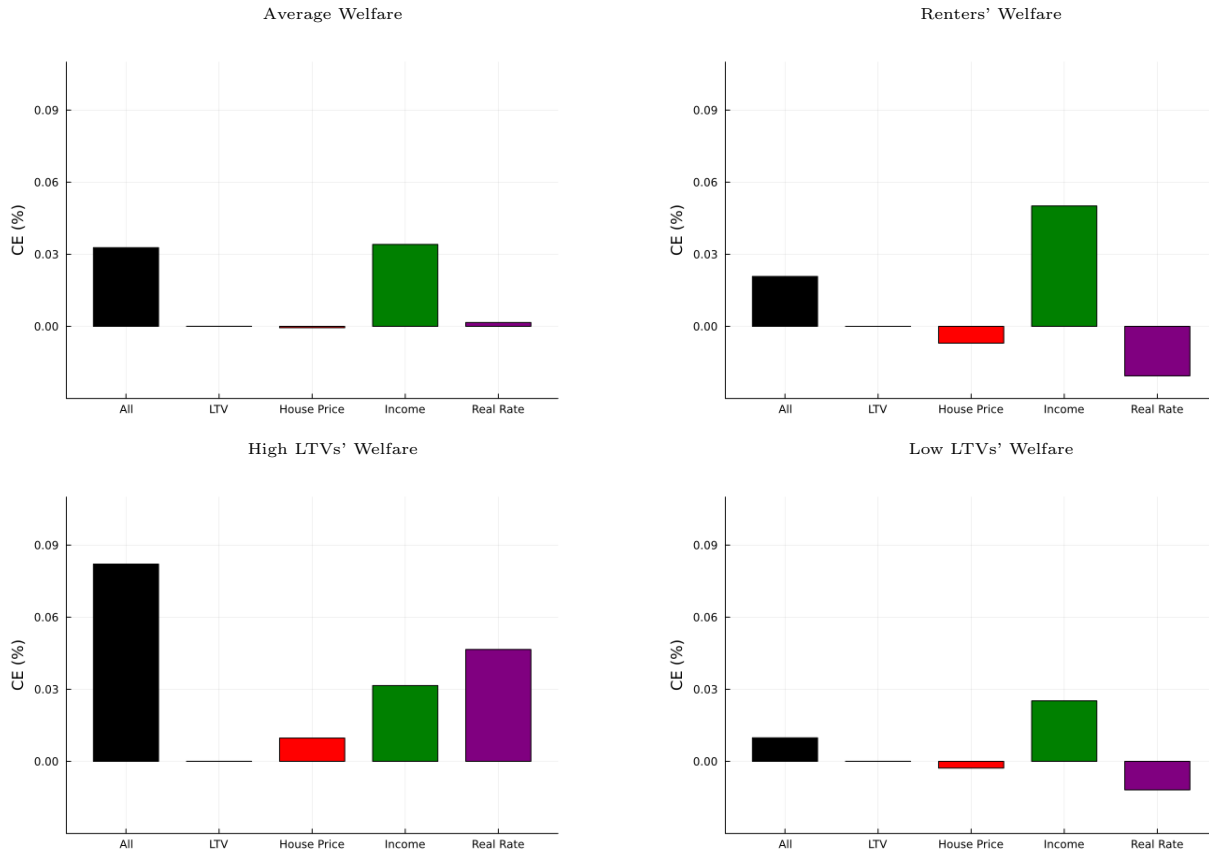 Average Welfare
CE (%)
0.09
0.06
0.03
0.00
All LTV House Price Income Real Rate
Renters' Welfare
CE (%)
0.09
0.06
0.03
0.00
All LTV House Price Income Real Rate
High LTVs' Welfare
CE (%)
0.09
0.06
0.03
0.00
All LTV House Price Income Real Rate
Low LTVs' Welfare
CE (%)
0.09
0.06
0.03
0.00
All LTV House Price Income Real Rate